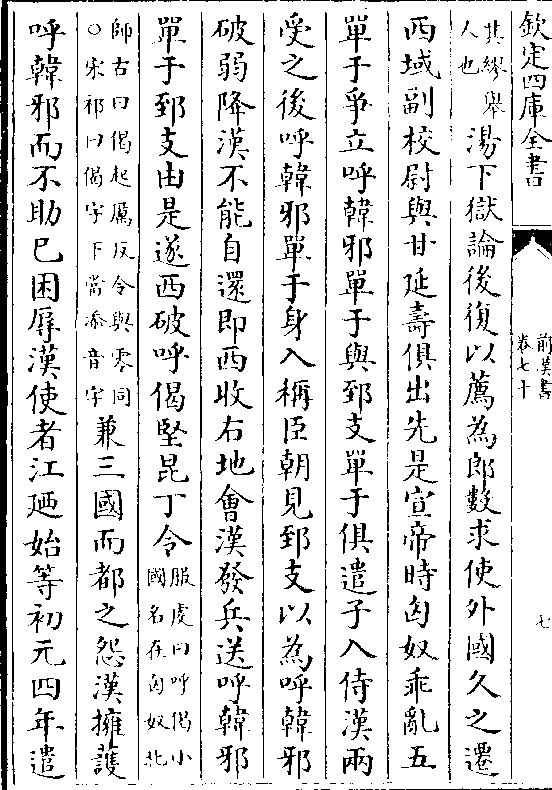 欽定四庫全書
前漢書
卷七十
七
其繆舉
人也
湯下獄論後復以薦為郎數求使外國久之遷
西域副校尉與甘延壽俱出先是宣帝時匈奴乖亂五
單于爭立呼韓邪單于與郅支單于俱遣子入侍漢兩
受之後呼韓邪單于身入稱臣朝見郅支以為呼韓邪
破弱降漢不能自還即西收右地會漢發兵送呼韓邪
單于郅支由是遂西破呼偈堅昆丁令
服虔曰呼偈小
國名在匈奴北
師古曰偈起厲反令與零同
○宋祁曰偈字下當添音字
兼三國而都之怨漢擁護
呼韓邪而不助已困辱漢使者江廼始等初元四年遣